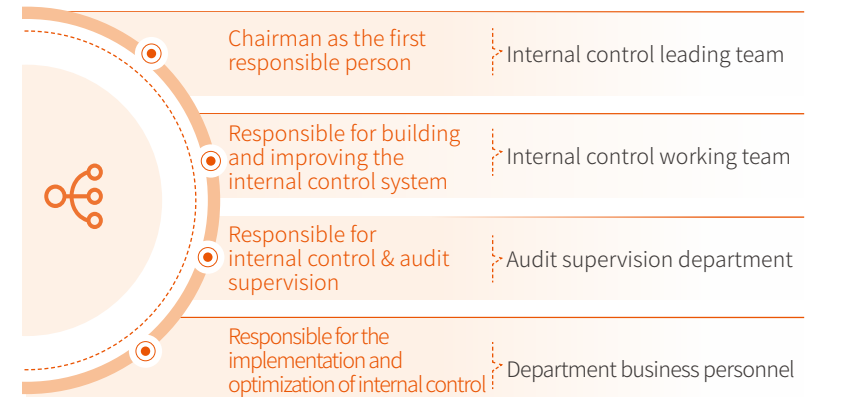 Chairman as the first
responsible person
Internal control leading team
Responsible for building
and improving the
internal control system
Internal control working team
Responsible for
internal control & audit
supervision
Audit supervision department
Responsible for the
implementation and
optimization of internal control
Department business personnel